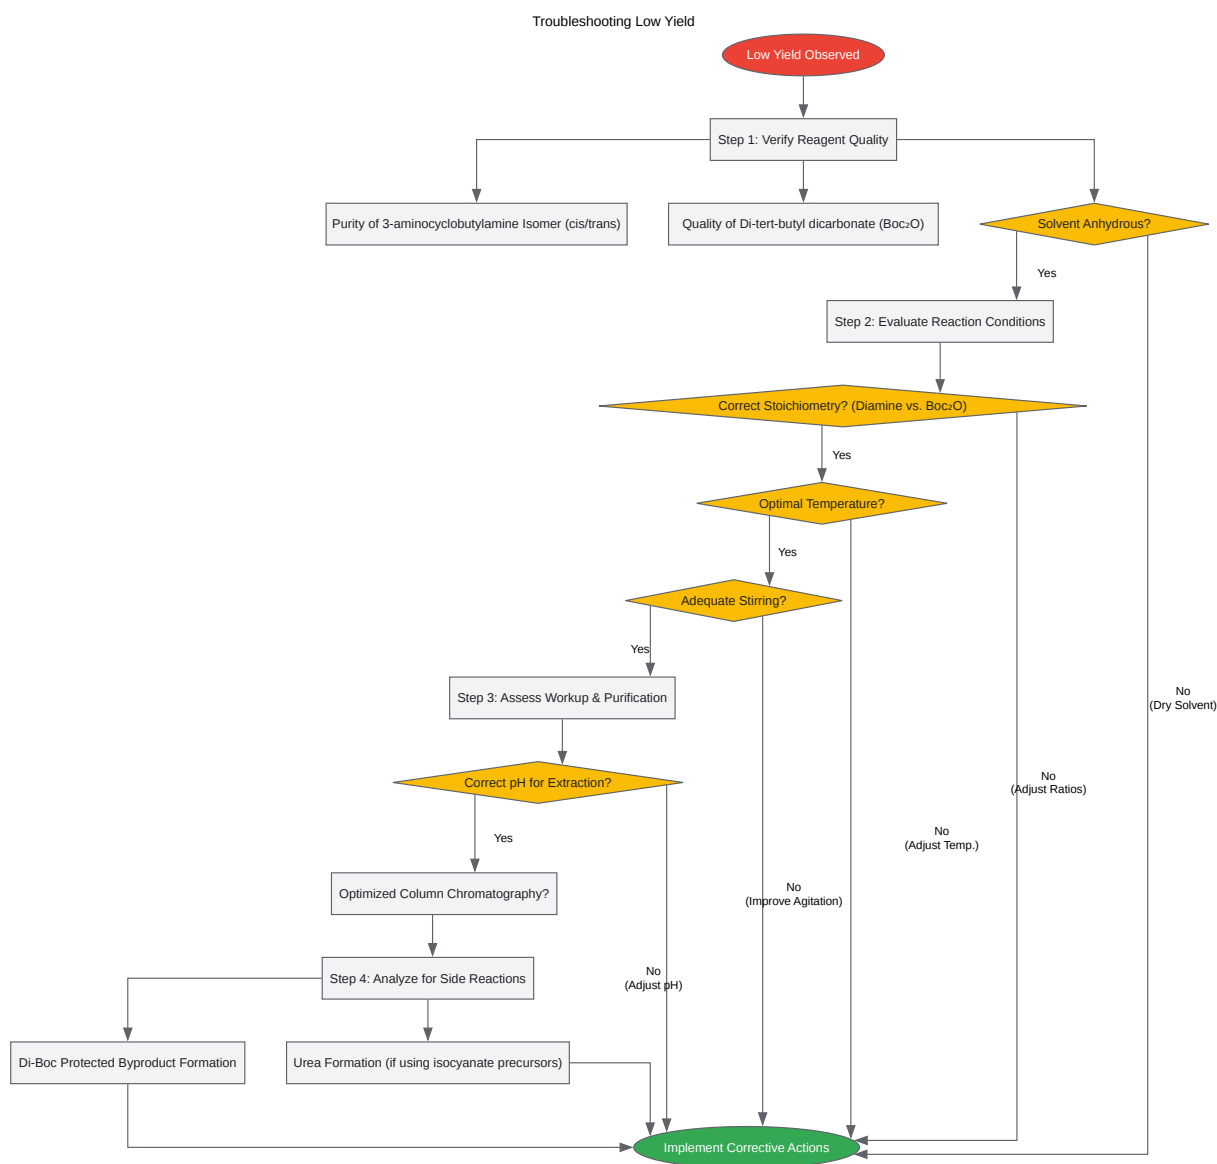 Troubleshooting Low Yield
Low Yield Observed
Step 1: Verify Reagent Quality
Purity of 3-aminocyclobutylamine Isomer (cis/trans)
Quality of Di-tert-butyl dicarbonate (Boc₂O)
Solvent Anhydrous?
Yes
Step 2: Evaluate Reaction Conditions
Correct Stoichiometry? (Diamine vs. Boc₂O)
Yes
Optimal Temperature?
Yes
Adequate Stirring?
Yes
Step 3: Assess Workup & Purification
No
(Dry Solvent)
Correct pH for Extraction?
No
(Adjust Ratios)
Yes
No
(Adjust Temp.)
Optimized Column Chromatography?
No
(Improve Agitation)
Step 4: Analyze for Side Reactions
No
(Adjust pH)
Di-Boc Protected Byproduct Formation
Urea Formation (if using isocyanate precursors)
Implement Corrective Actions